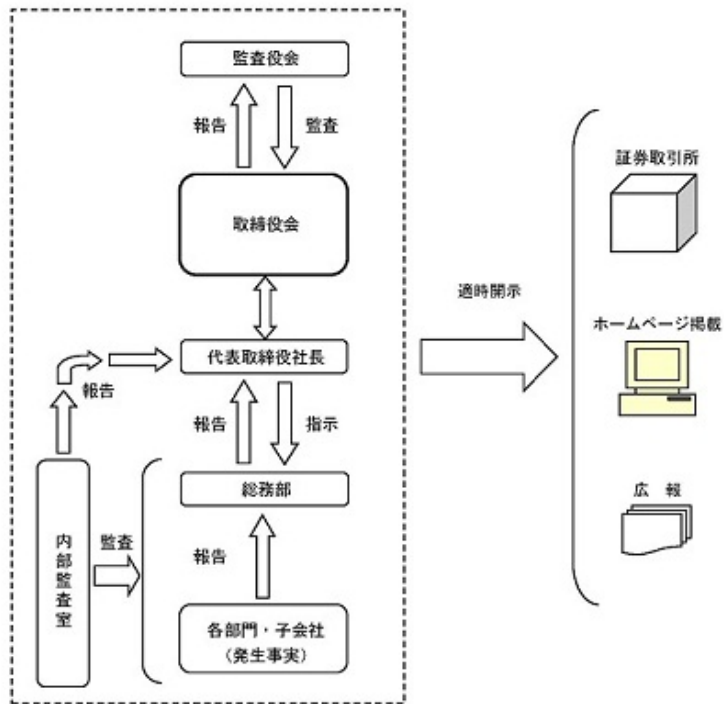 監査役会
報告
監査
取締役会
代表取締役社長
報告
報告
指示
総務部
内部監査室
監査
報告
各部門・子会社
（発生事実）
適時開示
証券取引所
ホームページ掲載
広 報